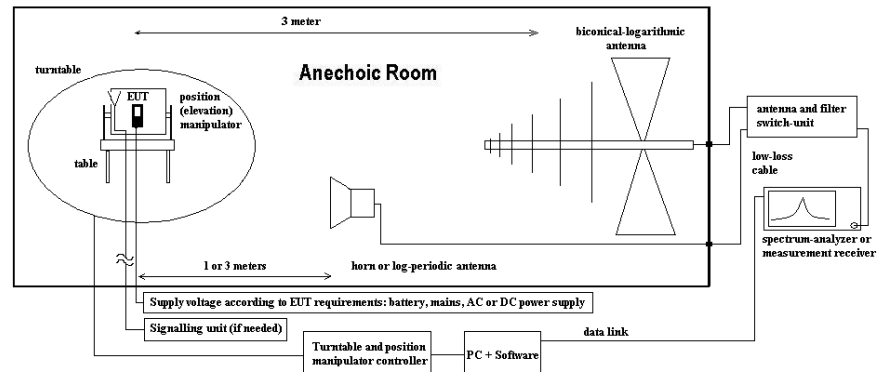 3 meter
biconical-logarithmic
antenna
turntable
Anechoic Room
EUT
position
(elevation)
manipulator
antenna and filter
switch-unit
table
low-loss
cable
spectrum-analyzer or
measurement receiver
1 or 3 meters
horn or log-periodic antenna
Supply voltage according to EUT requirements: battery, mains, AC or DC power supply
Signalling unit (if needed)
data link
Turntable and position
manipulator controller
PC + Software